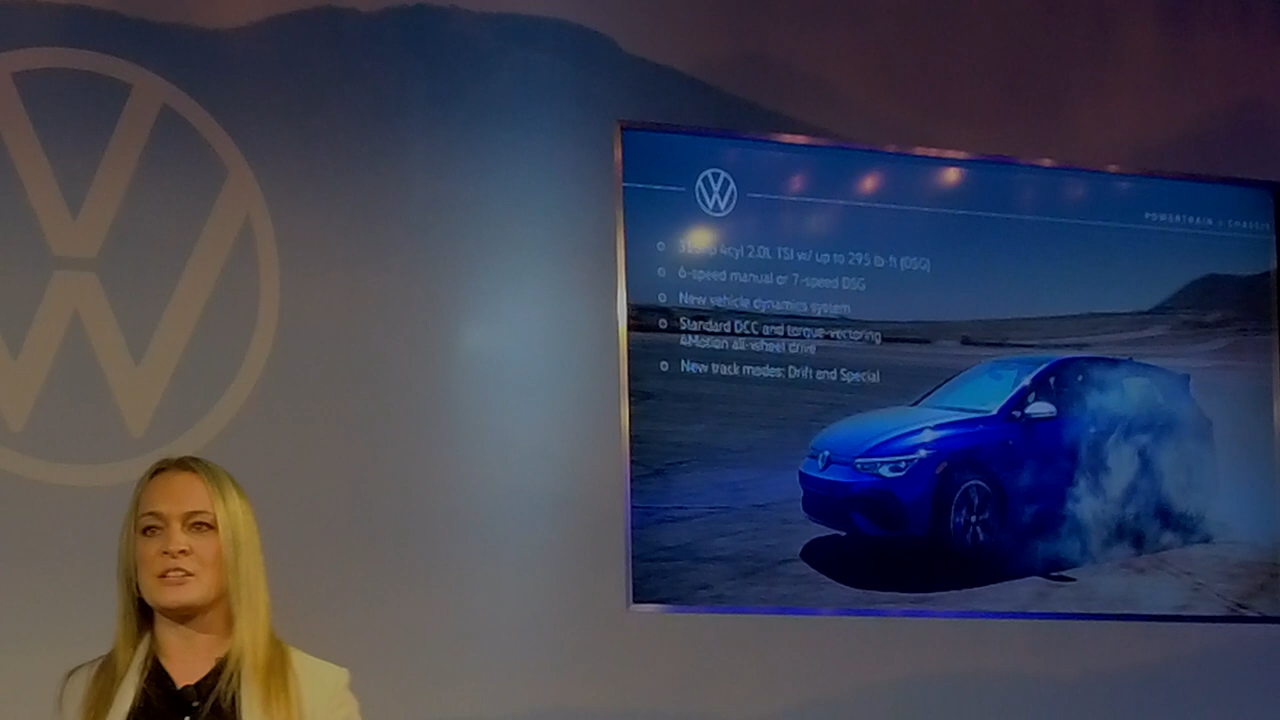 POWERTRAIN + CHASSIS
4cyl 2.0L TSI w/ up to 295 lb-ft (DSG)
6-speed manual or 7-speed DSG
New vehicle dynamics system
Standard DCC and torque-vectoring
4Motion all-wheel drive
New track modes: Drift and Special